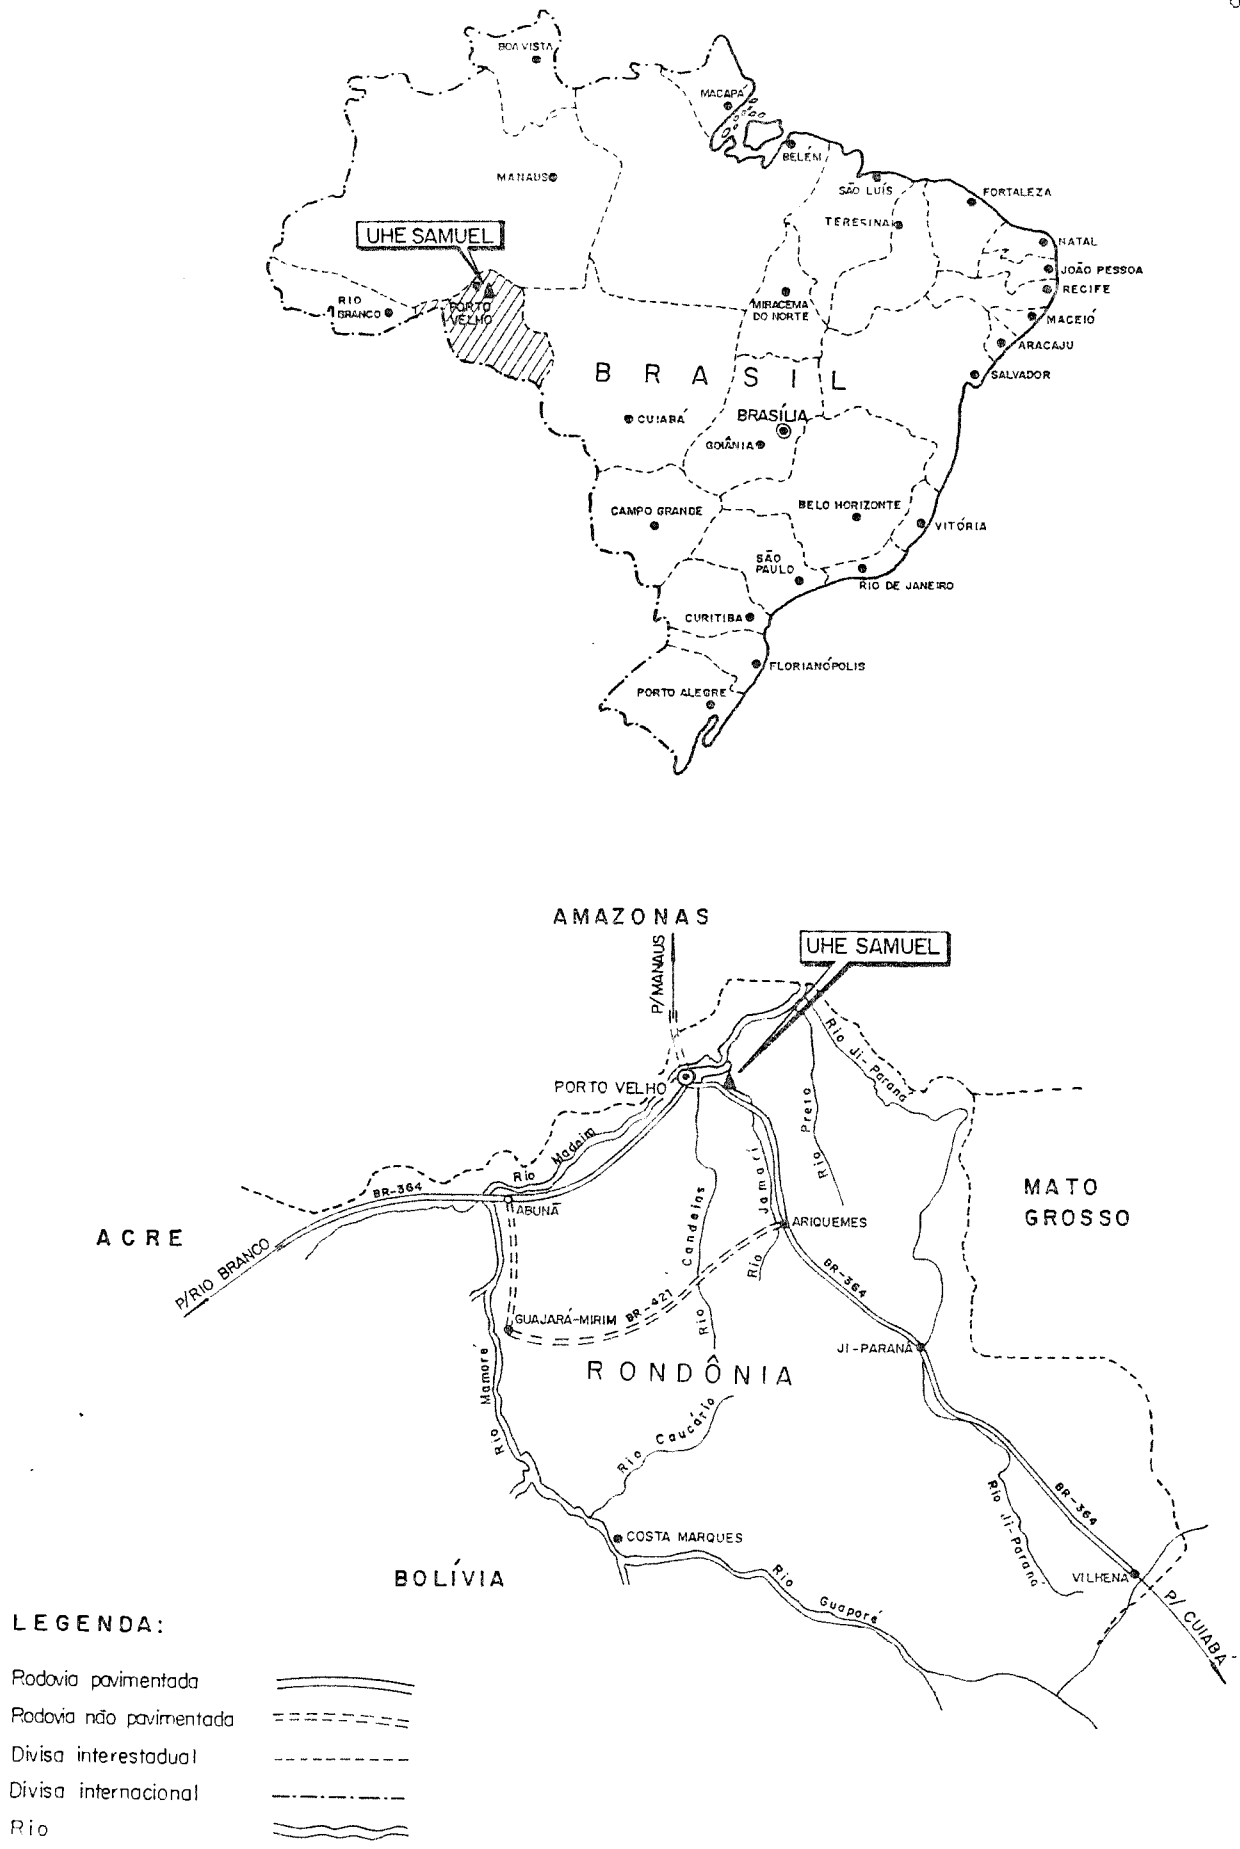 BOA VISTA
MACAPÁ
BELÉM
MANAUS
SÃO LUÍS
FORTALEZA
TERESINA
UHE SAMUEL
NATAL
JOÃO PESSOA
RECIFE
RIO
BRANCO
PORTO
VELHO
MIRACEMA
DO NORTE
MACEIÓ
ARACAJU
SALVADOR
BRASIL
CUIABÁ
BRASÍLIA
GOIÂNIA
CAMPO GRANDE
BELO HORIZONTE
VITÓRIA
SÃO
PAULO
RIO DE JANEIRO
CURITIBA
FLORIANÓPOLIS
PORTO ALEGRE
AMAZONAS
P/MANAUS
UHE SAMUEL
Rio Ji-Paraná
PORTO VELHO
Rio Preto
Rio Madeim
Rio Jamari
Rio Candeias
BR-364
ABUNÃ
ACRE
P/RIO BRANCO
ARIQUEMES
MATO
GROSSO
BR-364
BR-421
GUAJARÁ-MIRIM
JI-PARANÁ
RONDÔNIA
Rio Mamoré
Rio Caucário
Rio Ji-Paraná
BR-364
COSTA MARQUES
VILHENA
BOLÍVIA
Rio Guaporé
P/ CUIABÁ
LEGENDA:
Rodovia pavimentada
Rodovia não pavimentada
Divisa interestadual
Divisa internacional
Rio